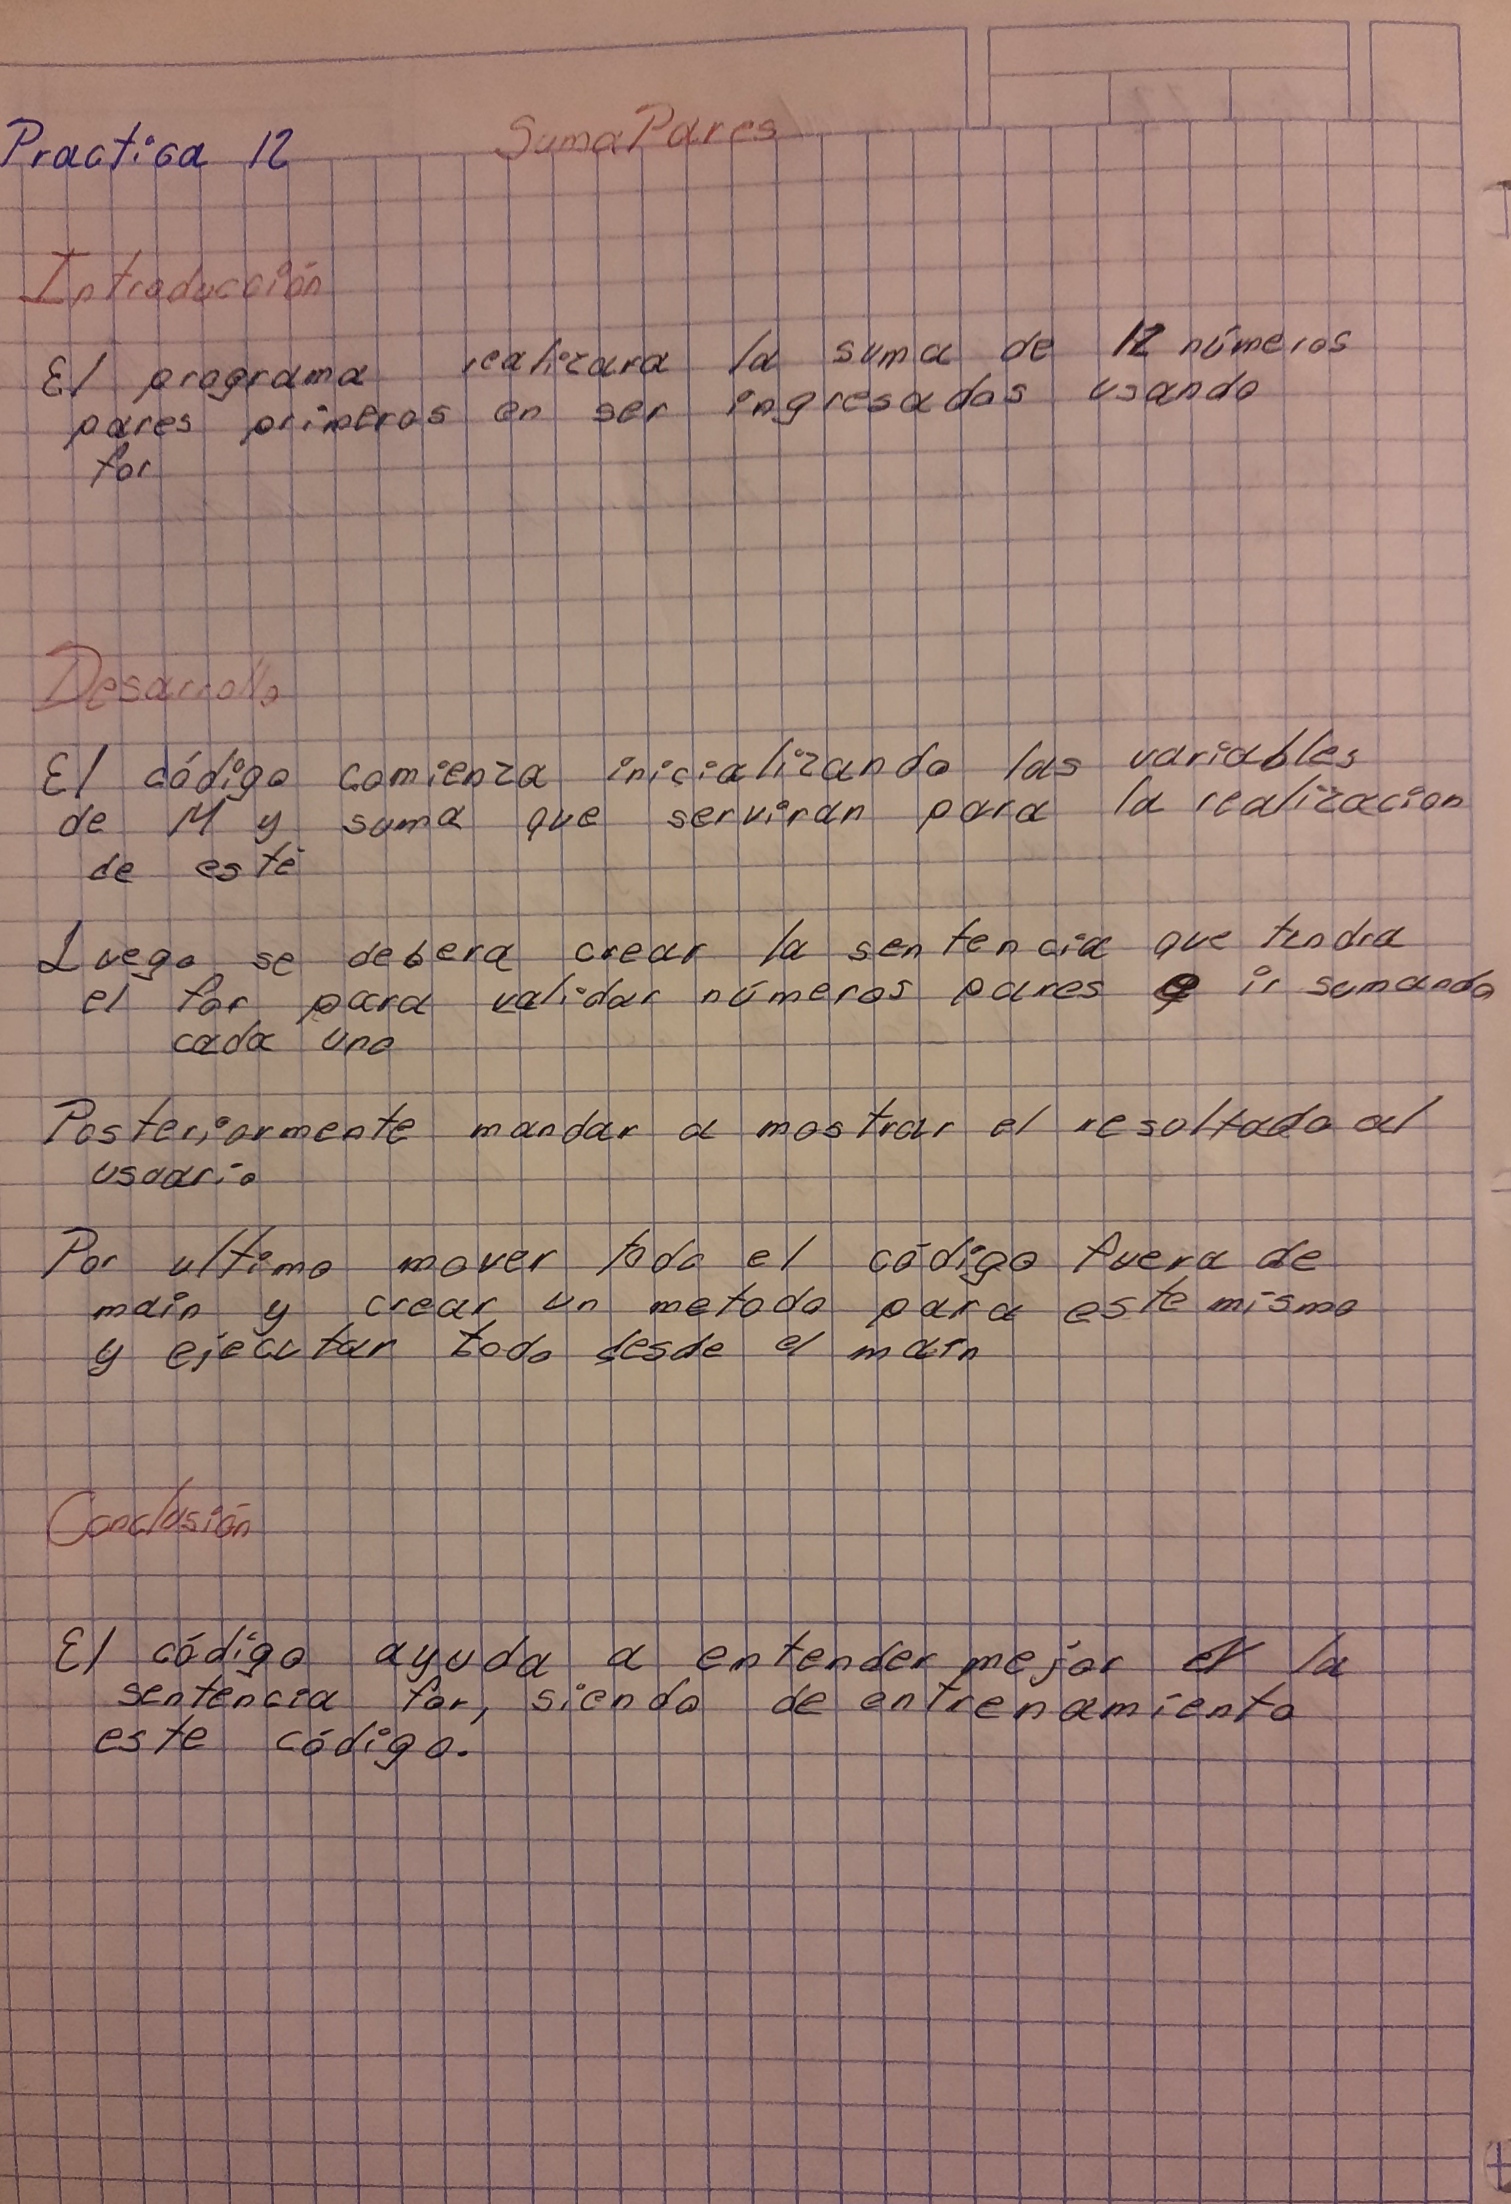 Practica 12 SumaPares
Introducción
El programa realizara la suma de 12 números
pares primeros en ser ingresados usando
for
Desarrollo
El código comienza inicializando las variables
de M y suma que serviran para la realizacion
de esté
Luego se debera crear la sentencia que tendra
el for para validar números pares e ir sumando
cada uno
Posteriormente mandar a mostrar el resultado al
usuario
Por ultimo mover todo el código fuera de
main y crear un metodo para este mismo
y ejecutar todo desde el main
Conclusión
El código ayuda a entender mejor la
sentencia for, siendo de entrenamiento
este código.